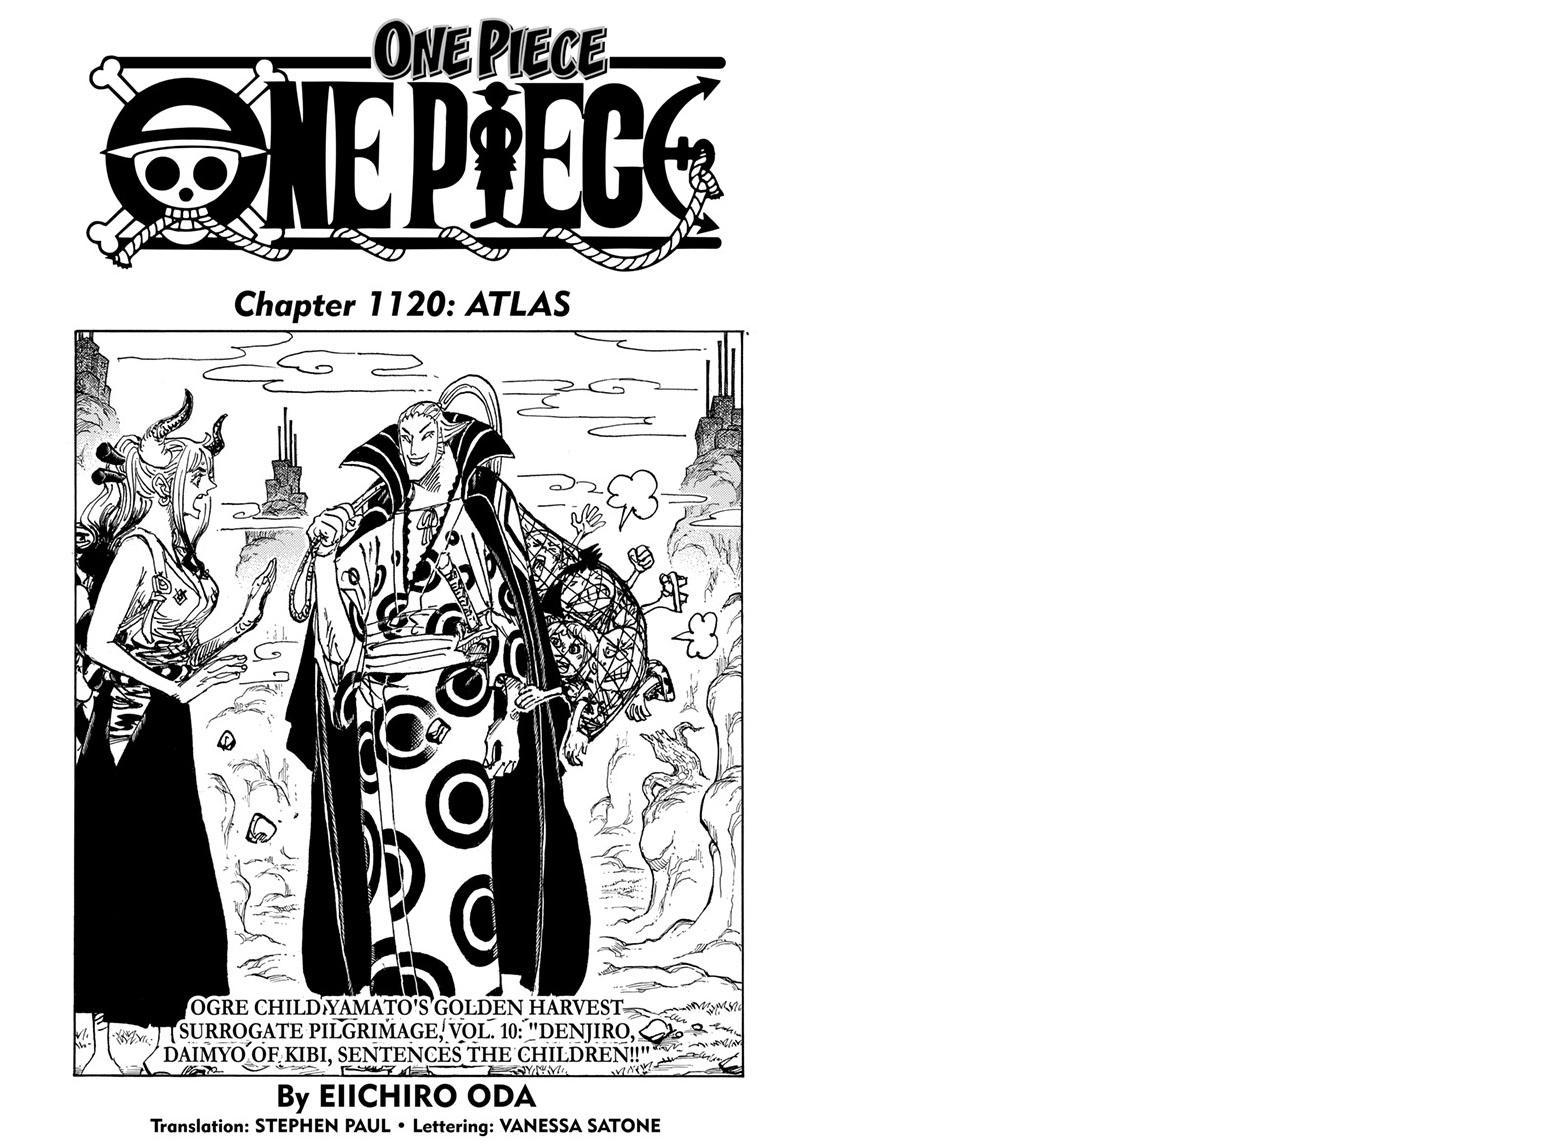 ONE PIECE
ONE PIECE
Chapter 1120: ATLAS
OGRE CHILD YAMATO'S GOLDEN HARVEST
SURROGATE PILGRIMAGE, VOL. 10: "DENJIRO,
DAIMYO OF KIBI, SENTENCES THE CHILDREN!!"
By EIICHIRO ODA
Translation: STEPHEN PAUL • Lettering: VANESSA SATONE